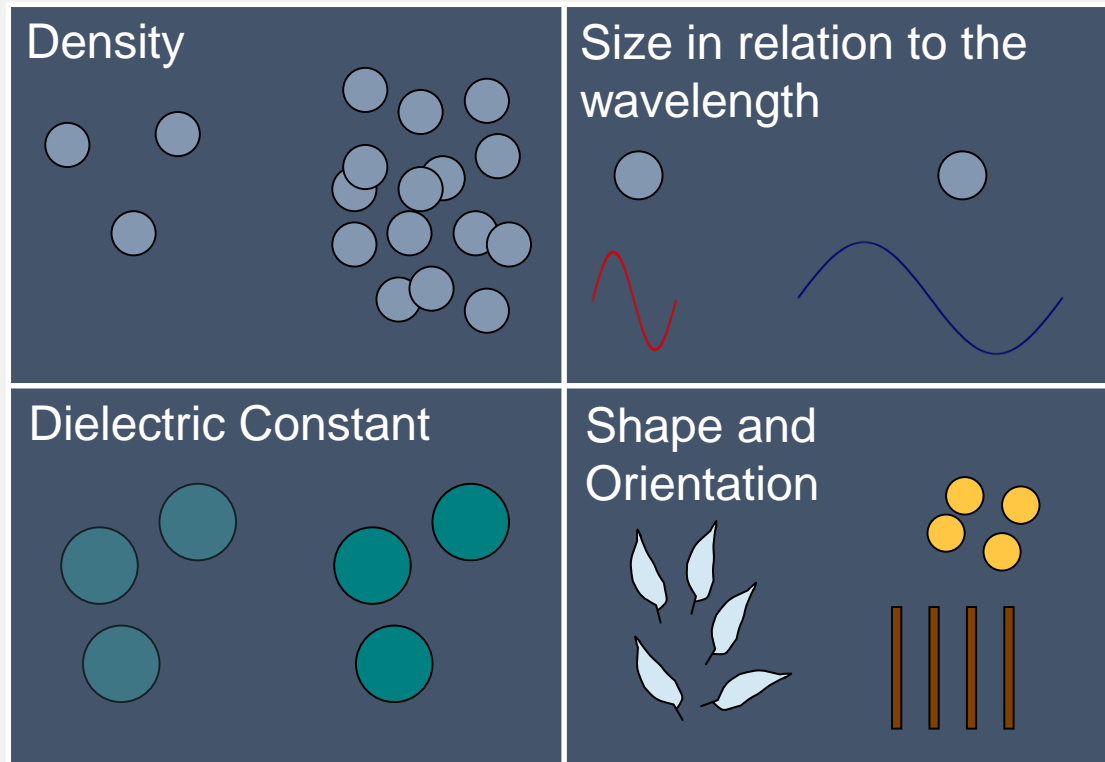 Density
Size in relation to the
wavelength
Dielectric Constant
Shape and
Orientation